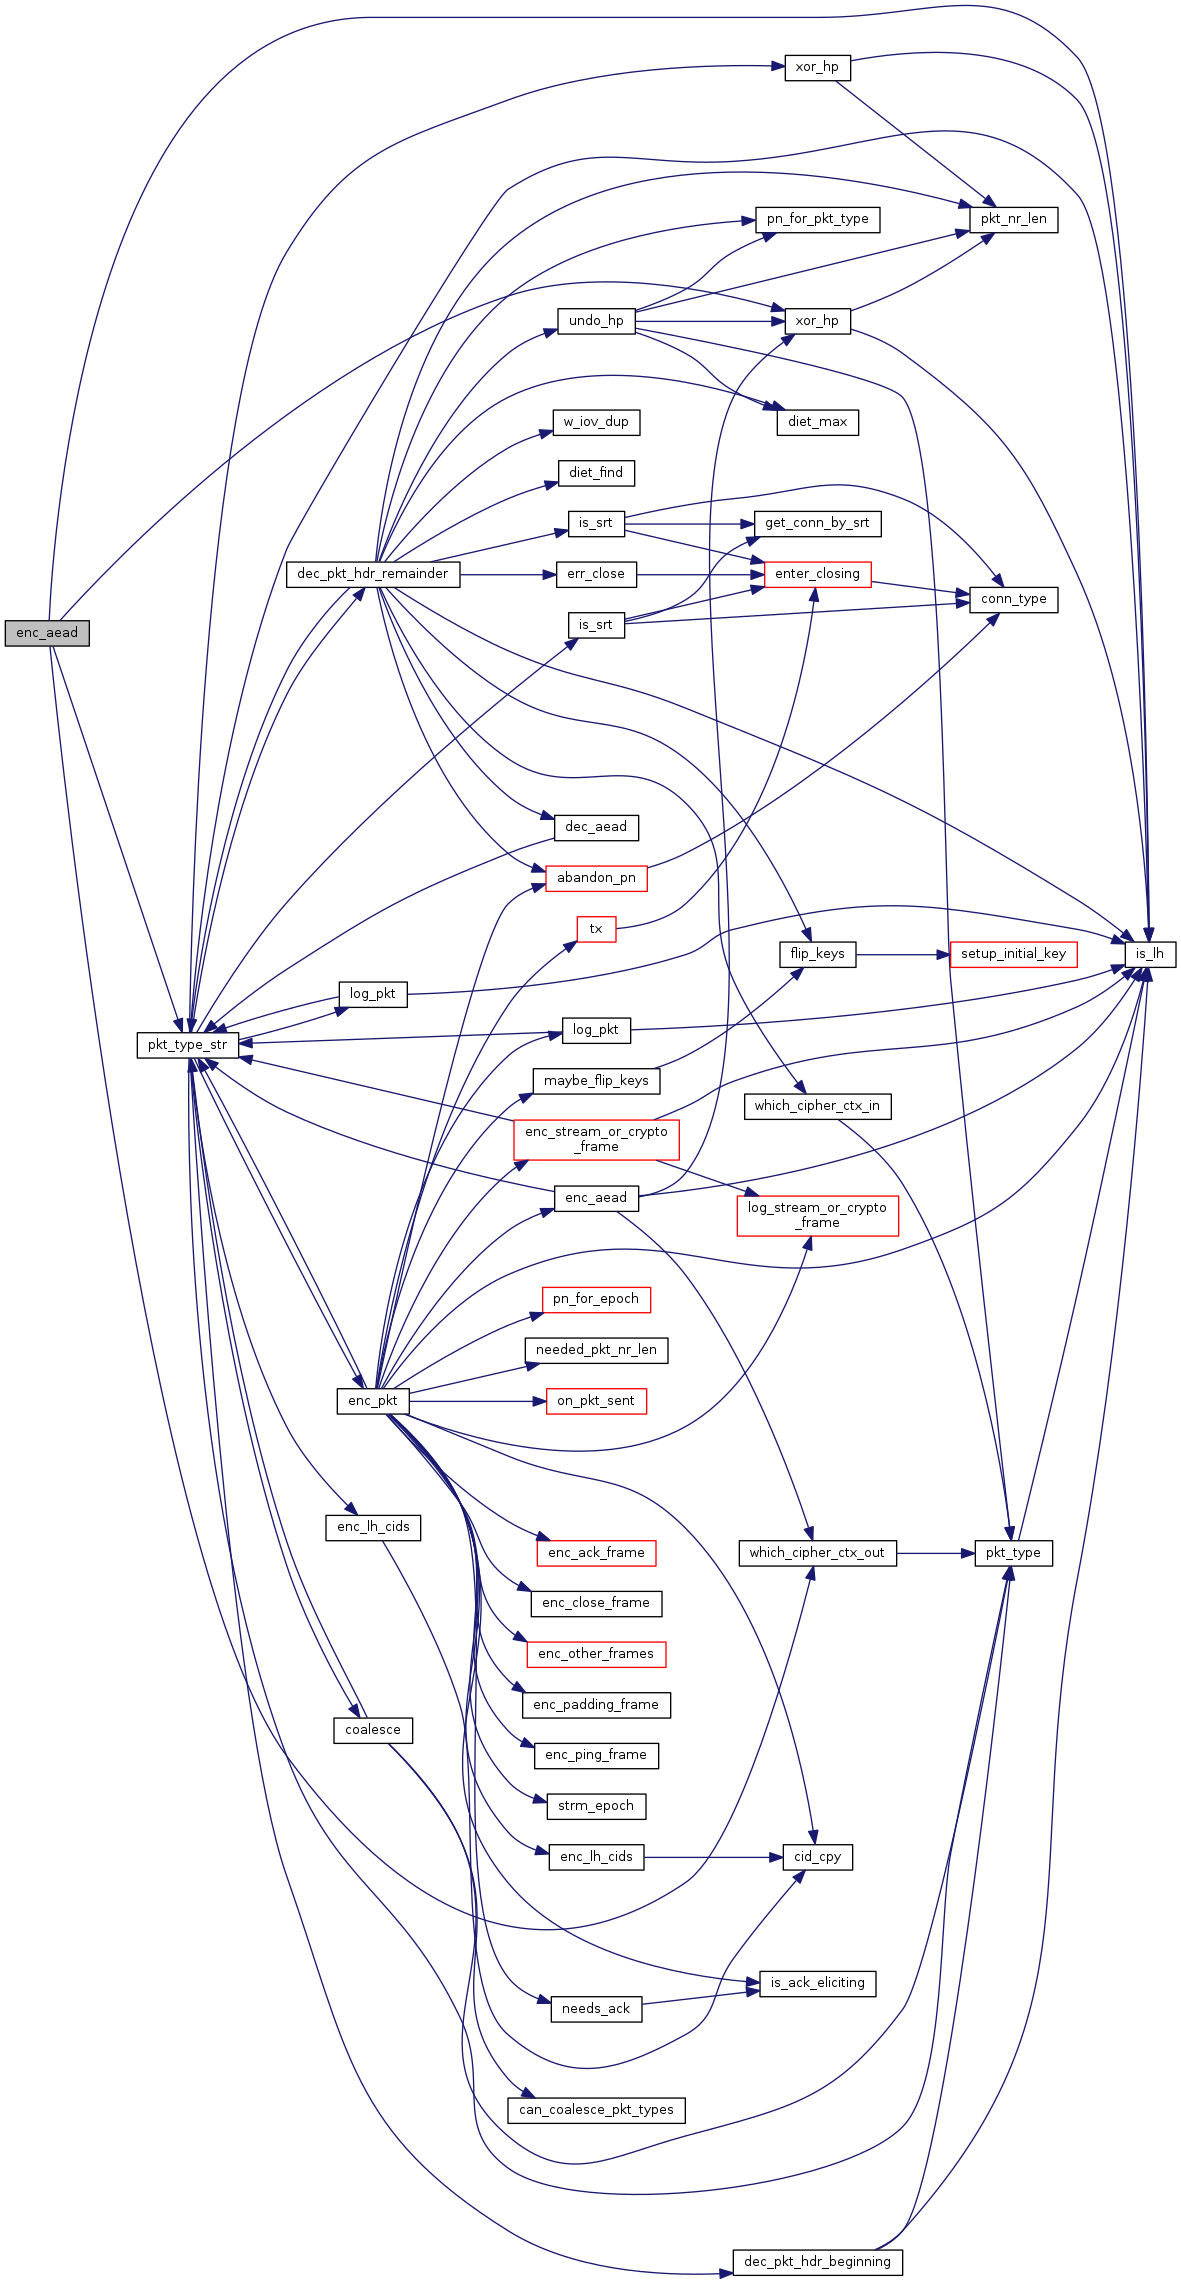 xor_hp
pn_for_pkt_type
pkt_nr_len
undo_hp
xor_hp
w_iov_dup
diet_max
diet_find
is_srt
get_conn_by_srt
dec_pkt_hdr_remainder
err_close
enter_closing
conn_type
enc_aead
is_srt
dec_aead
abandon_pn
tx
flip_keys
setup_initial_key
is_lh
log_pkt
pkt_type_str
log_pkt
maybe_flip_keys
which_cipher_ctx_in
enc_stream_or_crypto
_frame
enc_aead
log_stream_or_crypto
_frame
pn_for_epoch
needed_pkt_nr_len
enc_pkt
on_pkt_sent
enc_lh_cids
enc_ack_frame
which_cipher_ctx_out
pkt_type
enc_close_frame
enc_other_frames
enc_padding_frame
coalesce
enc_ping_frame
strm_epoch
enc_lh_cids
cid_cpy
is_ack_eliciting
needs_ack
can_coalesce_pkt_types
dec_pkt_hdr_beginning